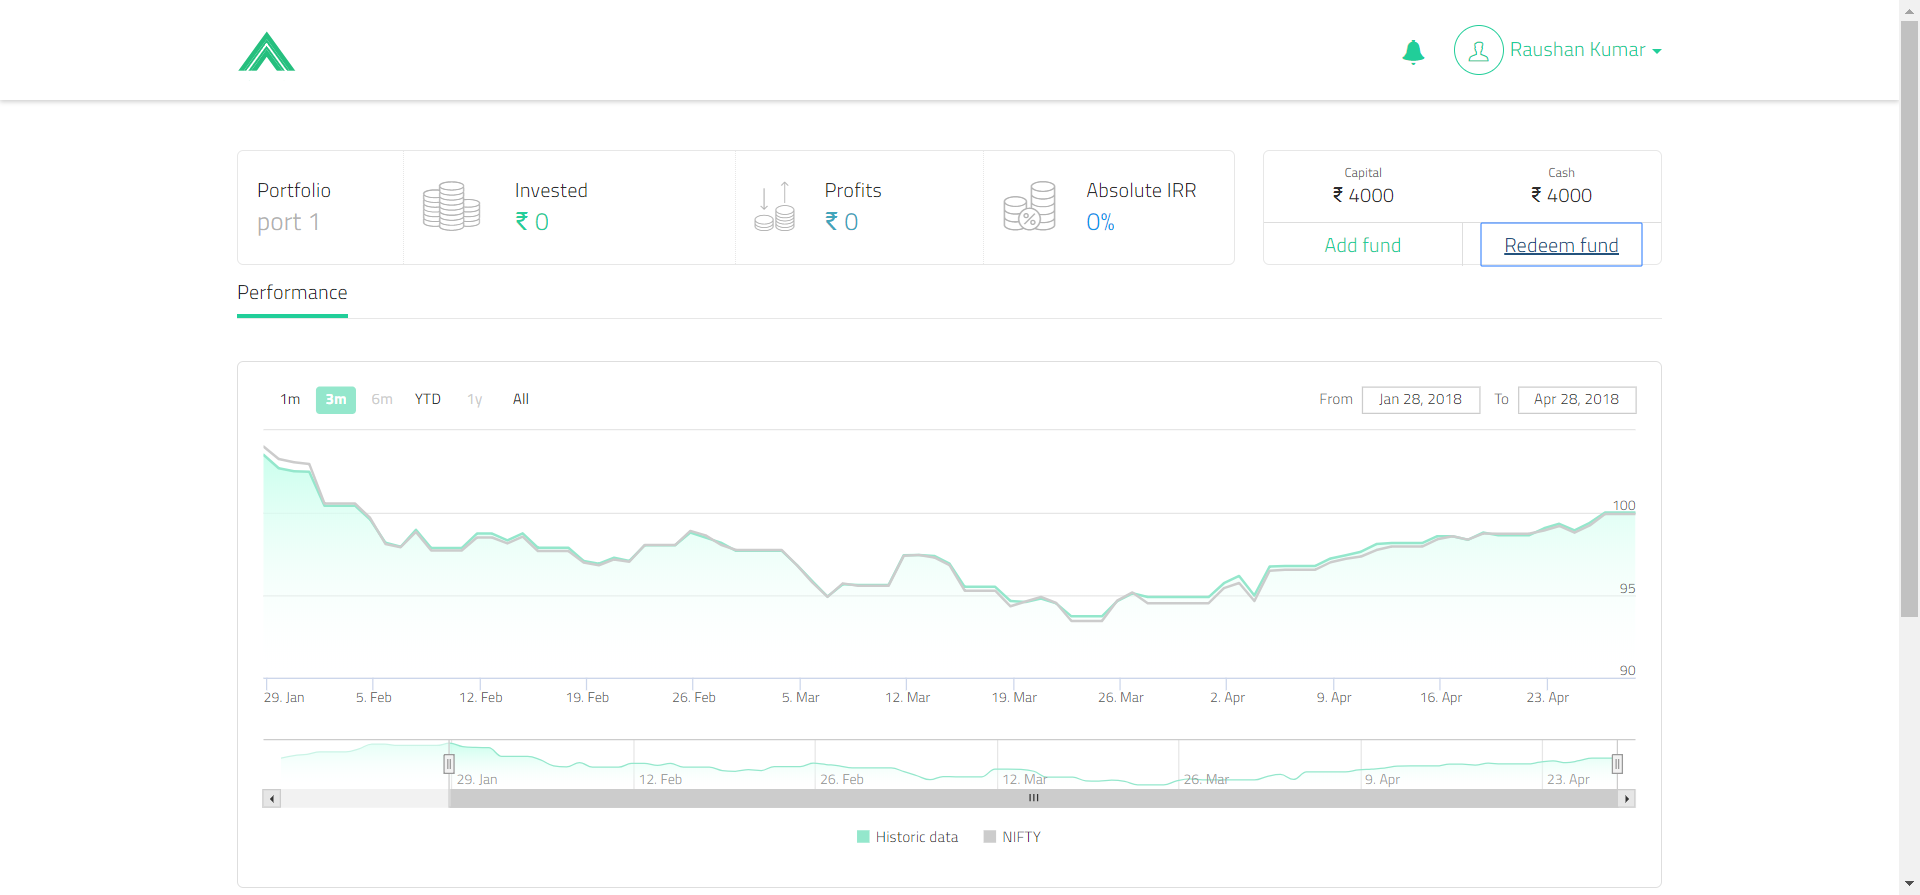 Raushan Kumar
Portfolio
port 1
Invested
₹ 0
Profits
₹ 0
%
Absolute IRR
0%
Capital
₹ 4000
Cash
₹ 4000
Add fund
Redeem fund
Performance
1m 3m 6m YTD 1y All
From Jan 28, 2018 To Apr 28, 2018
100
95
90
29. Jan 5. Feb 12. Feb 19. Feb 26. Feb 5. Mar 12. Mar 19. Mar 26. Mar 2. Apr 9. Apr 16. Apr 23. Apr
29. Jan 12. Feb 26. Feb 12. Mar 26. Mar 9. Apr 23. Apr
Historic data NIFTY